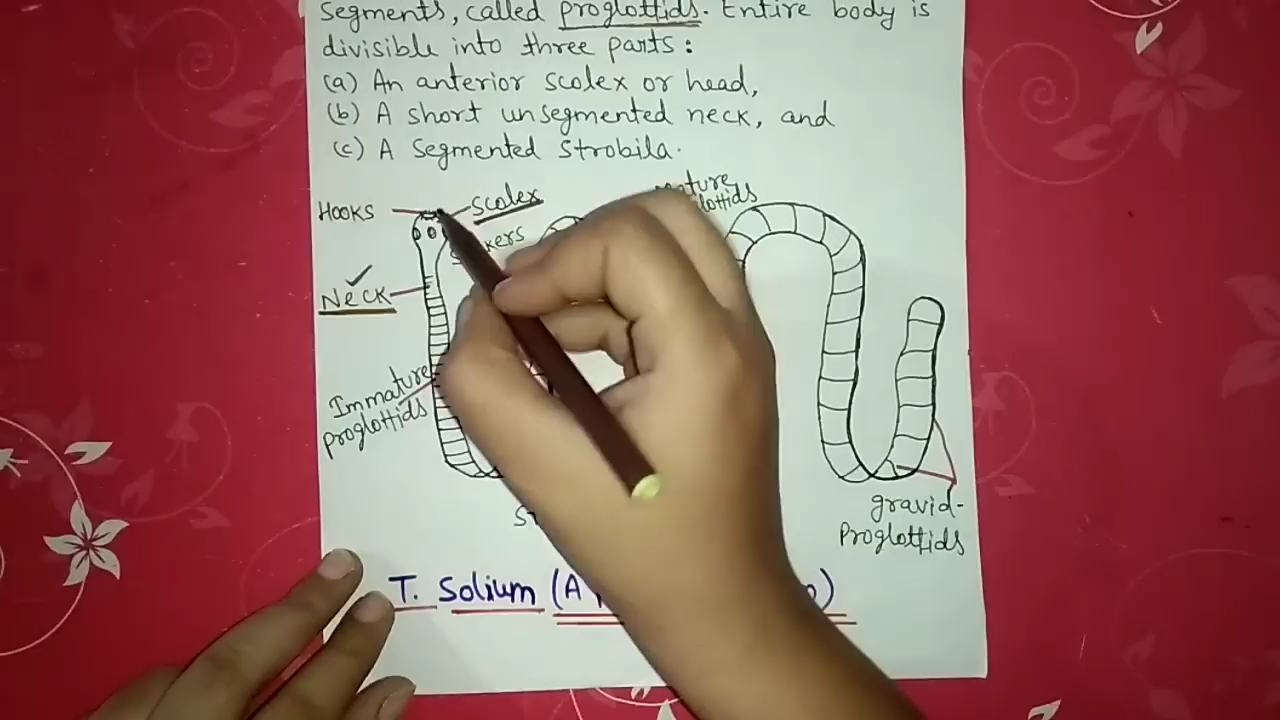 Segments, called proglottids. Entire body is
divisible into three parts:
(a) An anterior scolex or head,
(b) A short unsegmented neck, and
(c) A Segmented Strobila.
Hooks
Scolex
Neck
Immature
proglottids
gravid-
Proglottids
T. Solium (A